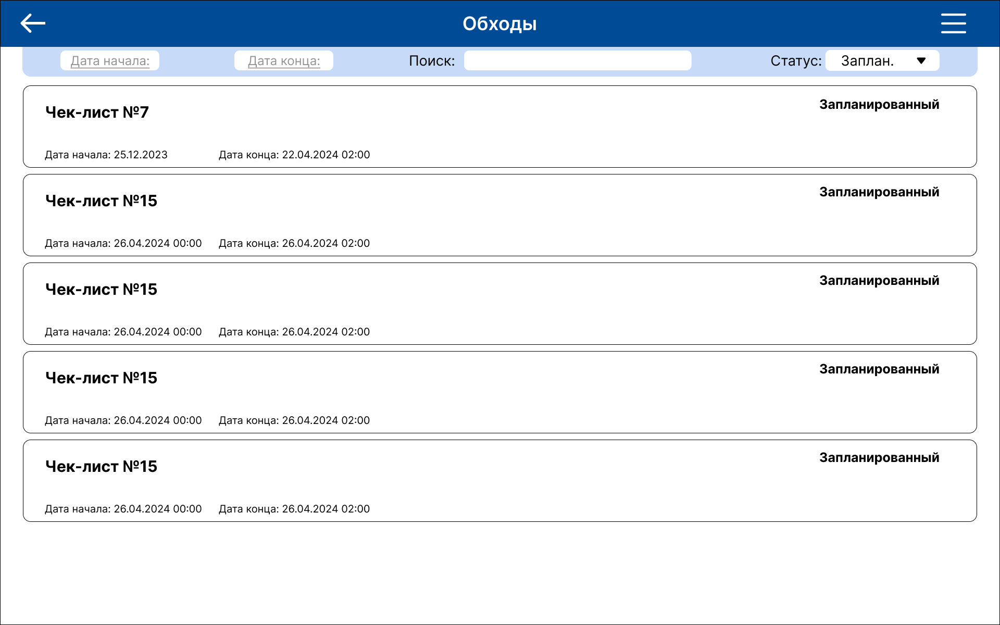 Обходы
Дата начала: Дата конца: Поиск: Статус: Заплан.
Чек-лист №7 Запланированный
Дата начала: 25.12.2023 Дата конца: 22.04.2024 02:00
Чек-лист №15 Запланированный
Дата начала: 26.04.2024 00:00 Дата конца: 26.04.2024 02:00
Чек-лист №15 Запланированный
Дата начала: 26.04.2024 00:00 Дата конца: 26.04.2024 02:00
Чек-лист №15 Запланированный
Дата начала: 26.04.2024 00:00 Дата конца: 26.04.2024 02:00
Чек-лист №15 Запланированный
Дата начала: 26.04.2024 00:00 Дата конца: 26.04.2024 02:00